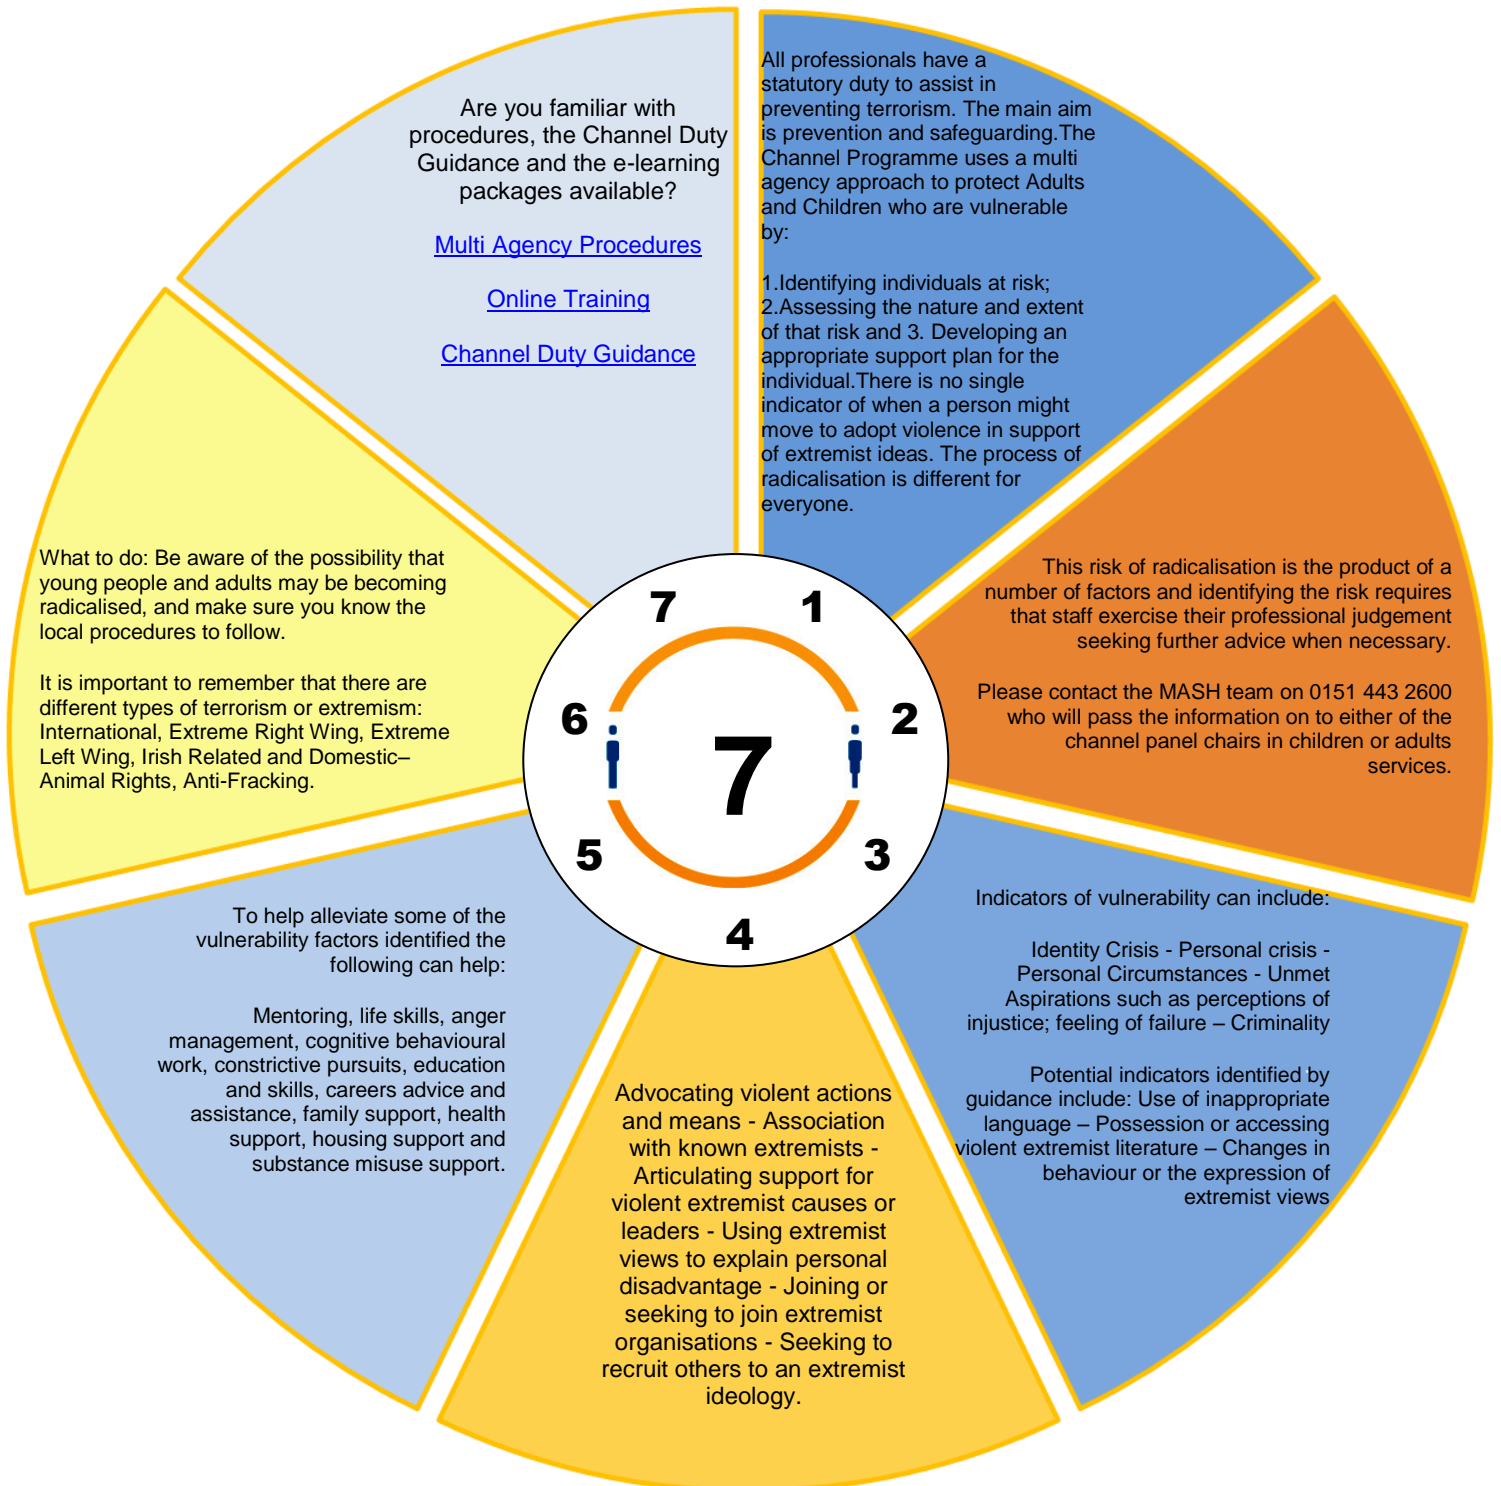 All professionals have a
statutory duty to assist in
preventing terrorism. The main aim
is prevention and safeguarding.The
Channel Programme uses a multi
agency approach to protect Adults
and Children who are vulnerable
by:
1.Identifying individuals at risk;
2.Assessing the nature and extent
of that risk and 3. Developing an
appropriate support plan for the
individual.There is no single
indicator of when a person might
move to adopt violence in support
of extremist ideas. The process of
radicalisation is different for
everyone.
This risk of radicalisation is the product of a
number of factors and identifying the risk requires
that staff exercise their professional judgement
seeking further advice when necessary.
Please contact the MASH team on 0151 443 2600
who will pass the information on to either of the
channel panel chairs in children or adults
services.
Indicators of vulnerability can include:
Identity Crisis - Personal crisis -
Personal Circumstances - Unmet
Aspirations such as perceptions of
injustice; feeling of failure – Criminality
Potential indicators identified by
guidance include: Use of inappropriate
language – Possession or accessing
violent extremist literature – Changes in
behaviour or the expression of
extremist views
Advocating violent actions
and means - Association
with known extremists -
Articulating support for
violent extremist causes or
leaders - Using extremist
views to explain personal
disadvantage - Joining or
seeking to join extremist
organisations - Seeking to
recruit others to an extremist
ideology.
To help alleviate some of the
vulnerability factors identified the
following can help:
Mentoring, life skills, anger
management, cognitive behavioural
work, constrictive pursuits, education
and skills, careers advice and
assistance, family support, health
support, housing support and
substance misuse support.
What to do: Be aware of the possibility that
young people and adults may be becoming
radicalised, and make sure you know the
local procedures to follow.
It is important to remember that there are
different types of terrorism or extremism:
International, Extreme Right Wing, Extreme
Left Wing, Irish Related and Domestic–
Animal Rights, Anti-Fracking.
Are you familiar with
procedures, the Channel Duty
Guidance and the e-learning
packages available?
Multi Agency Procedures
Online Training
Channel Duty Guidance
7
1
2
3
4
5
6
7